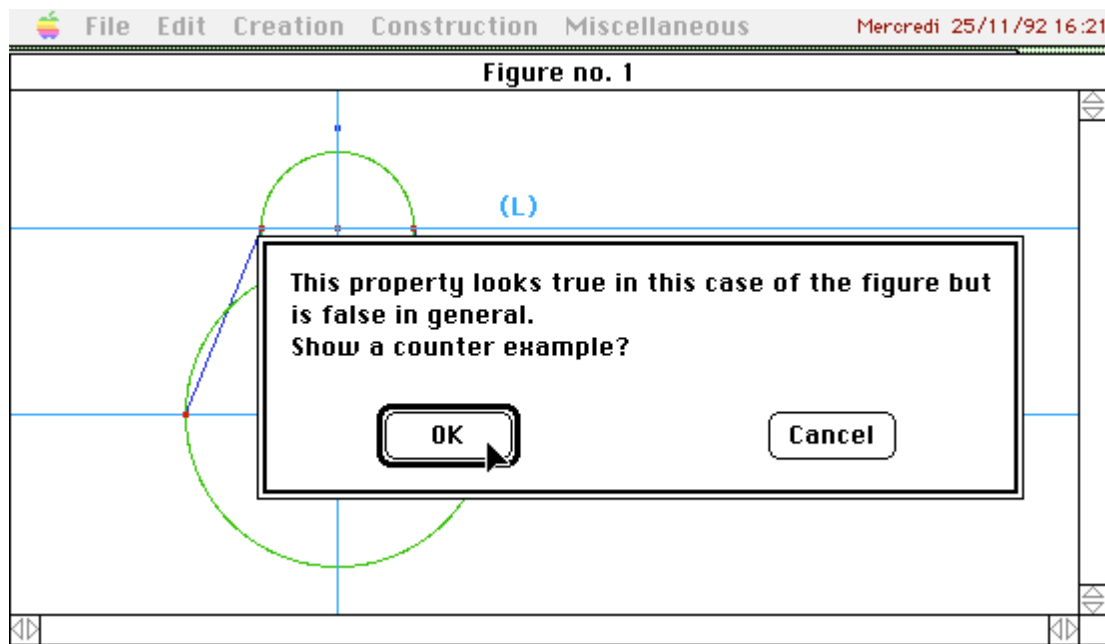 File Edit Creation Construction Miscellaneous Mercredi 25/11/92 16:21
Figure no. 1
(L)
This property looks true in this case of the figure but
is false in general.
Show a counter example?
OK Cancel